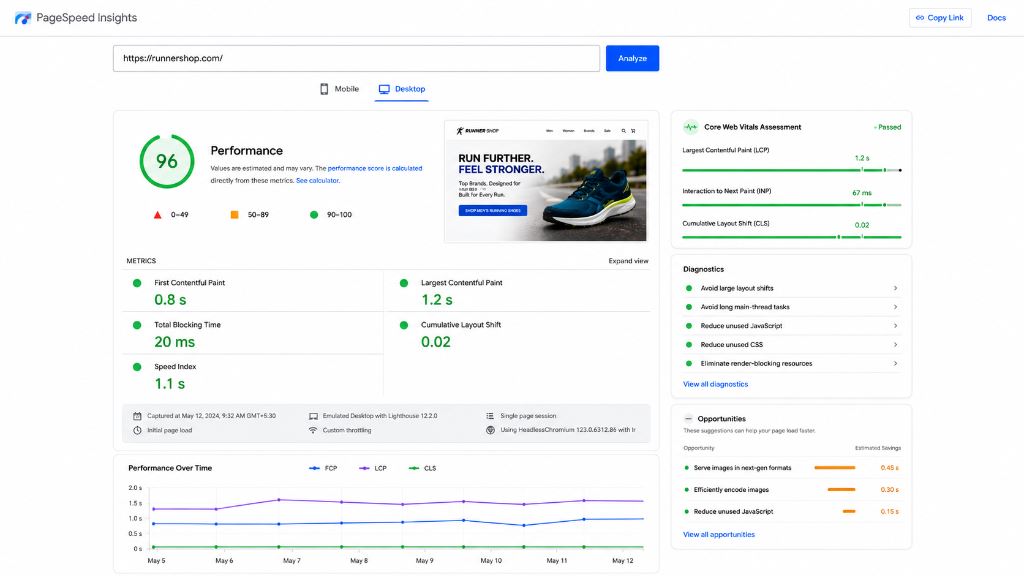 PageSpeed Insights
Copy Link
Docs
https://runnershop.com/
Analyze
Mobile
Desktop
96
Performance
Values are estimated and may vary. The performance score is calculated
directly from these metrics. See calculator.
0–49
50–89
90–100
RUNNER SHOP
Men
Women
Brands
Sale
RUN FURTHER.
FEEL STRONGER.
Top Brands. Designed for
Built for Every Run.
SHOP MEN'S RUNNING SHOES
METRICS
Expand view
First Contentful Paint
0.8 s
Largest Contentful Paint
1.2 s
Total Blocking Time
20 ms
Cumulative Layout Shift
0.02
Speed Index
1.1 s
Captured at May 12, 2024, 9:32 AM GMT+5:30
Emulated Desktop with Lighthouse 12.2.0
Single page session
Initial page load
Custom throttling
Using HeadlessChromium 123.0.6312.86 with lr
Performance Over Time
FCP
LCP
CLS
2.0 s
1.5 s
1.0 s
0.5 s
0 s
May 5
May 6
May 7
May 8
May 9
May 10
May 11
May 12
Core Web Vitals Assessment
- Passed
Largest Contentful Paint (LCP)
1.2 s
Interaction to Next Paint (INP)
67 ms
Cumulative Layout Shift (CLS)
0.02
Diagnostics
Avoid large layout shifts
Avoid long main-thread tasks
Reduce unused JavaScript
Reduce unused CSS
Eliminate render-blocking resources
View all diagnostics
Opportunities
These suggestions can help your page load faster.
Opportunity
Estimated Savings
Serve images in next-gen formats
0.45 s
Efficiently encode images
0.30 s
Reduce unused JavaScript
0.15 s
View all opportunities